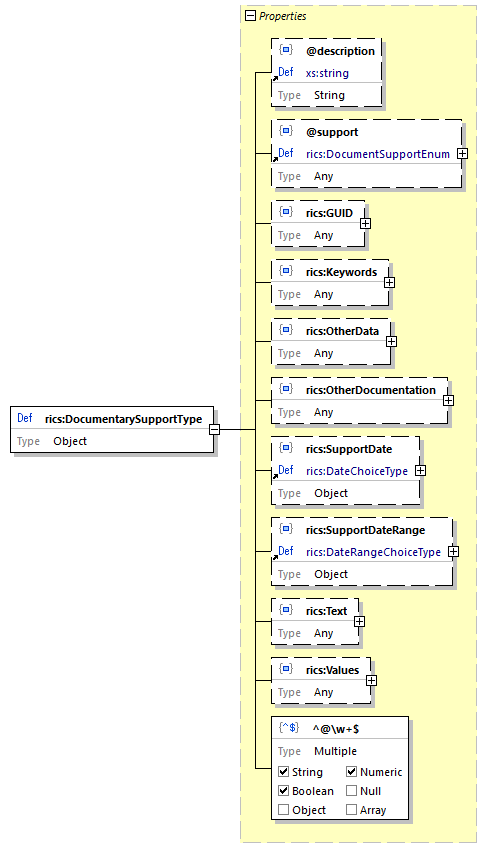 Properties
@description
Def xs:string
Type String
@support
Def rics:DocumentSupportEnum
Type Any
rics:GUID
Type Any
rics:Keywords
Type Any
rics:OtherData
Type Any
rics:OtherDocumentation
Type Any
Def rics:DocumentarySupportType
Type Object
rics:SupportDate
Def rics:DateChoiceType
Type Object
rics:SupportDateRange
Def rics:DateRangeChoiceType
Type Object
rics:Text
Type Any
rics:Values
Type Any
{^$} ^@\w+$
Type Multiple
String Numeric
Boolean Null
Object Array